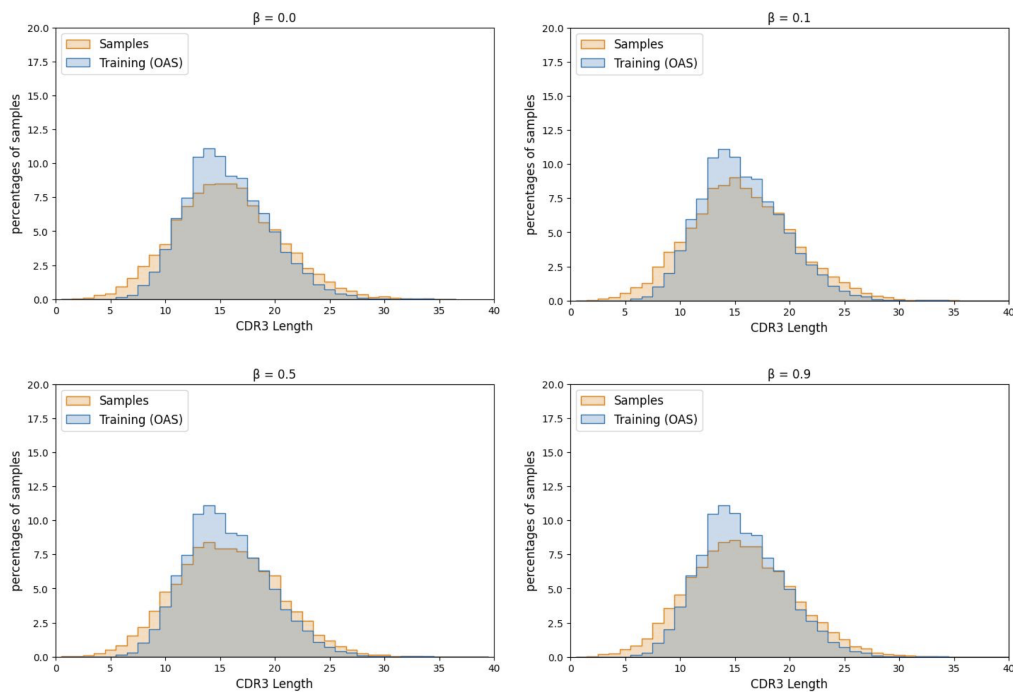 β = 0.0
20.0
17.5
15.0
12.5
10.0
7.5
5.0
2.5
0.0
percentages of samples
Samples
Training (OAS)
0 5 10 15 20 25 30 35 40
CDR3 Length
β = 0.1
20.0
17.5
15.0
12.5
10.0
7.5
5.0
2.5
0.0
percentages of samples
Samples
Training (OAS)
0 5 10 15 20 25 30 35 40
CDR3 Length
β = 0.5
20.0
17.5
15.0
12.5
10.0
7.5
5.0
2.5
0.0
percentages of samples
Samples
Training (OAS)
0 5 10 15 20 25 30 35 40
CDR3 Length
β = 0.9
20.0
17.5
15.0
12.5
10.0
7.5
5.0
2.5
0.0
percentages of samples
Samples
Training (OAS)
0 5 10 15 20 25 30 35 40
CDR3 Length